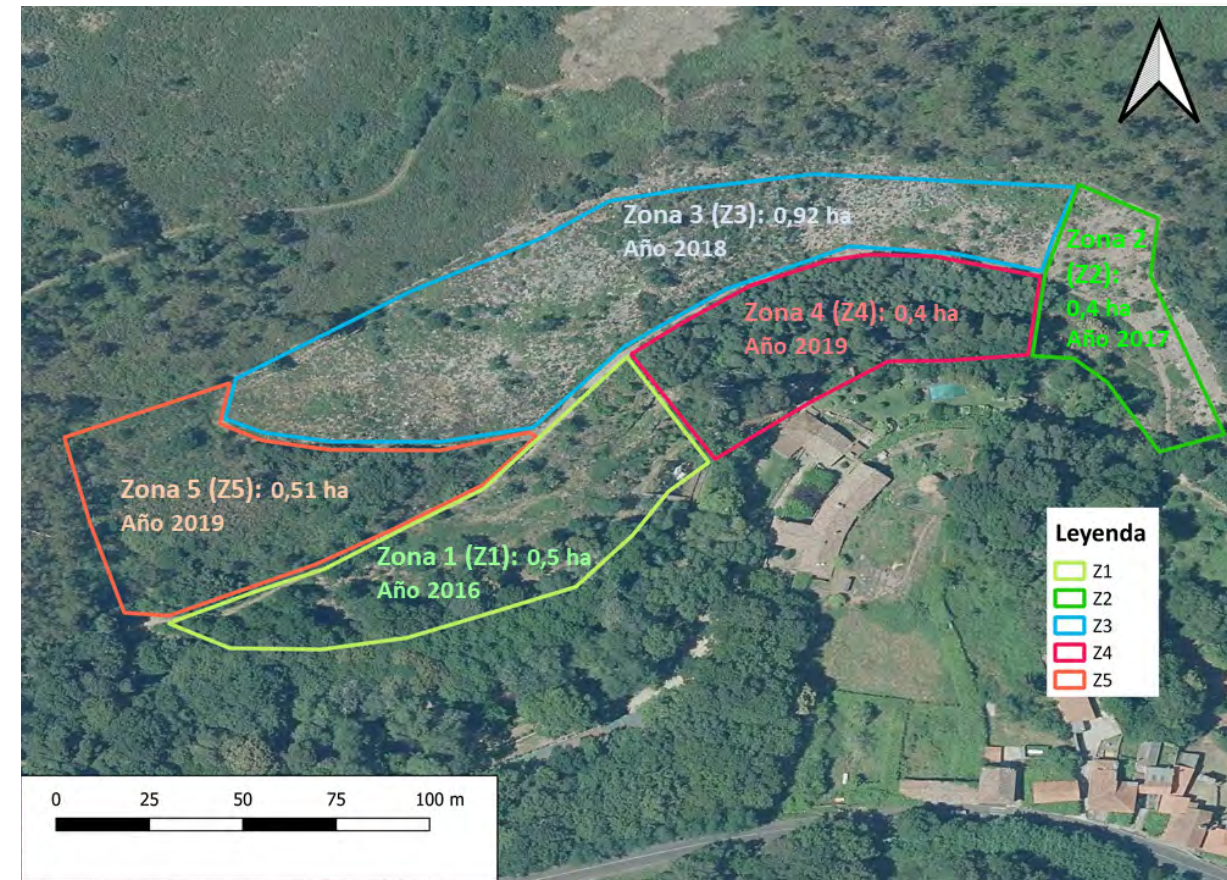 Zona 3 (Z3): 0,92 ha
Año 2018
Zona 2
(Z2):
0,4 ha
Año 2017
Zona 4 (Z4): 0,4 ha
Año 2019
Zona 5 (Z5): 0,51 ha
Año 2019
Zona 1 (Z1): 0,5 ha
Año 2016
Leyenda
Z1
Z2
Z3
Z4
Z5
0 25 50 75 100 m